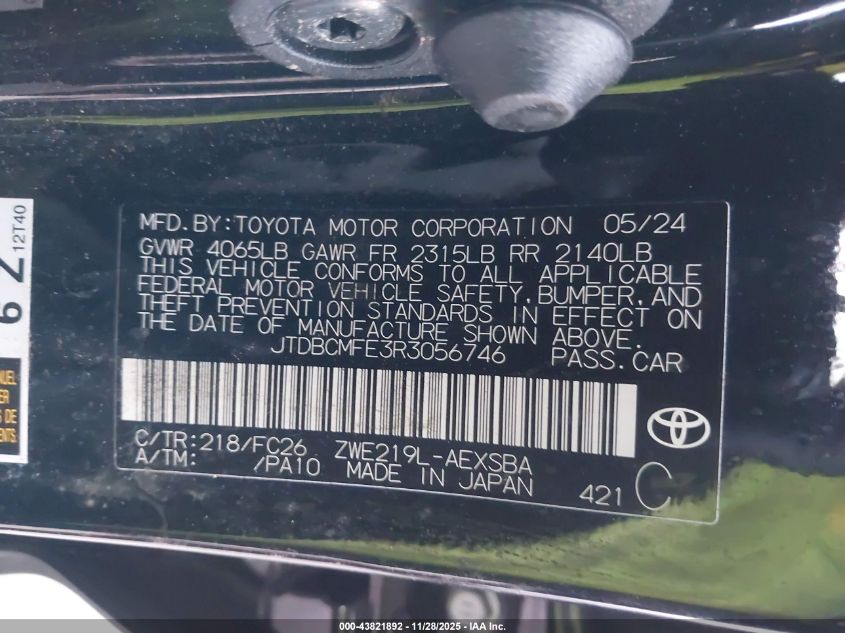 MFD.BY:TOYOTA MOTOR CORPORATION 05/24
GVWR 4065LB GAWR FR 2315LB RR 2140LB
THIS VEHICLE CONFORMS TO ALL APPLICABLE
FEDERAL MOTOR VEHICLE SAFETY, BUMPER, AND
THEFT PREVENTION STANDARDS IN EFFECT ON
THE DATE OF MANUFACTURE SHOWN ABOVE.
JTDBCMFE3R3056746 PASS.CAR
C/TR:218/FC26 ZWE219L-AEXSBA
A/TM: /PA10 MADE IN JAPAN
421 C
6 Z 12T40
000-43821892 | 11/28/2025 — IAA Inc.